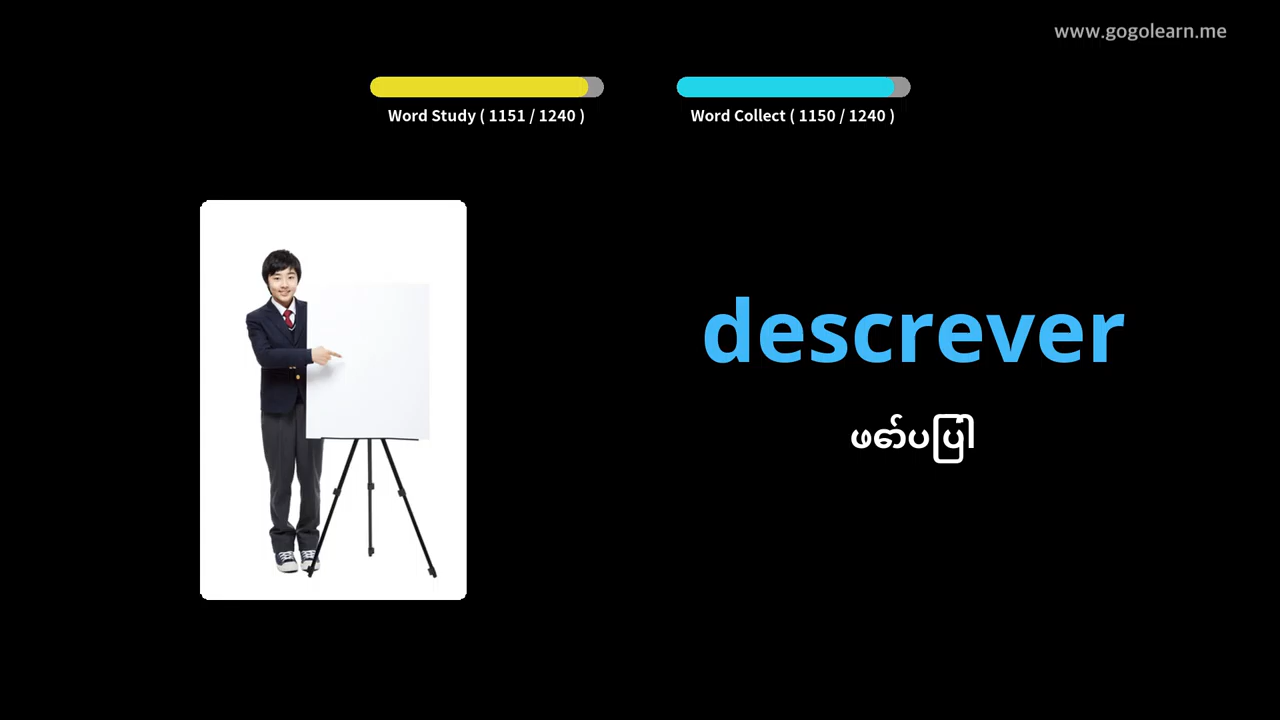 www.gogolearn.me
Word Study ( 1151 / 1240 )
Word Collect ( 1150 / 1240 )
descrever
ဖော်ပြပါ